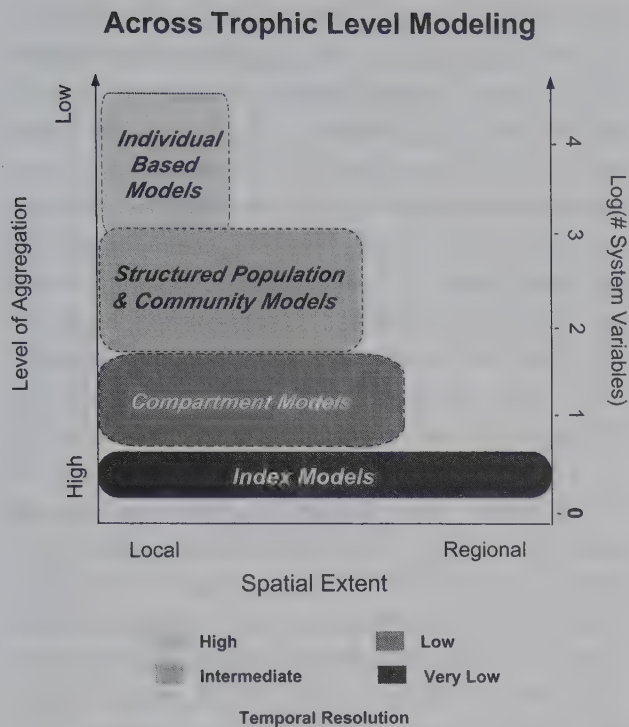 Across Trophic Level Modeling
Low
High
Level of Aggregation
Individual
Based
Models
Structured Population
& Community Models
Compartment Models
Index Models
4
3
2
1
0
Log(# System Variables)
Local
Regional
Spatial Extent
High
Low
Intermediate
Very Low
Temporal Resolution